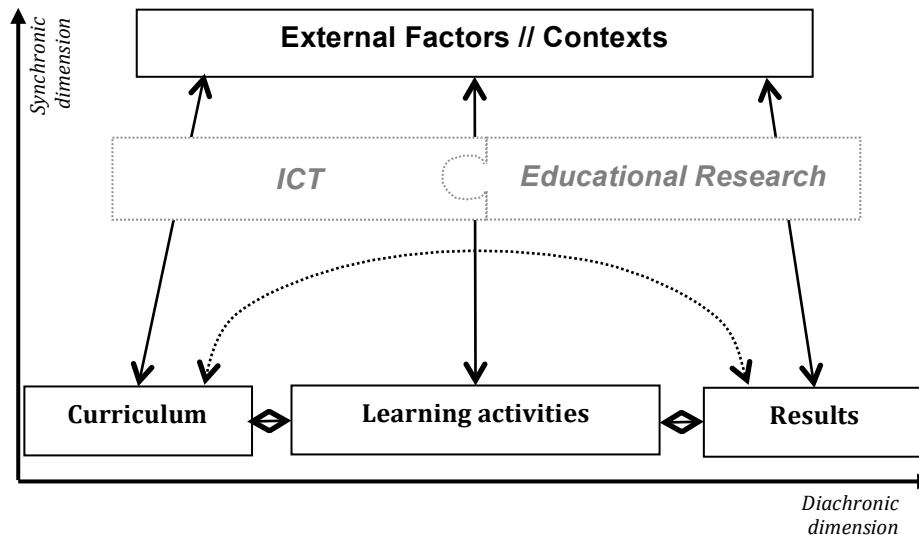 Synchronic
dimension
External Factors // Contexts
ICT
Educational Research
Curriculum
Learning activities
Results
Diachronic
dimension